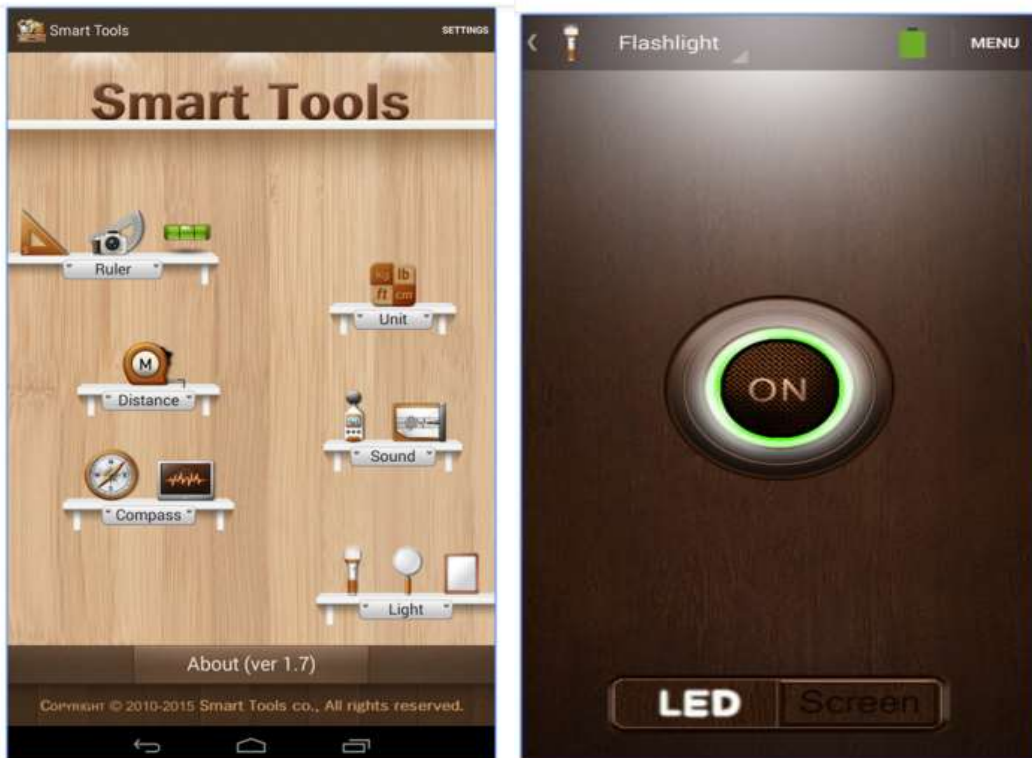 Smart Tools
SETTINGS
Smart Tools
Ruler
kg lb
ft cm
Unit
M
Distance
Sound
Compass
Light
About (ver 1.7)
Copyright © 2010-2015 Smart Tools co., All rights reserved.
Flashlight
MENU
ON
LED
Screen